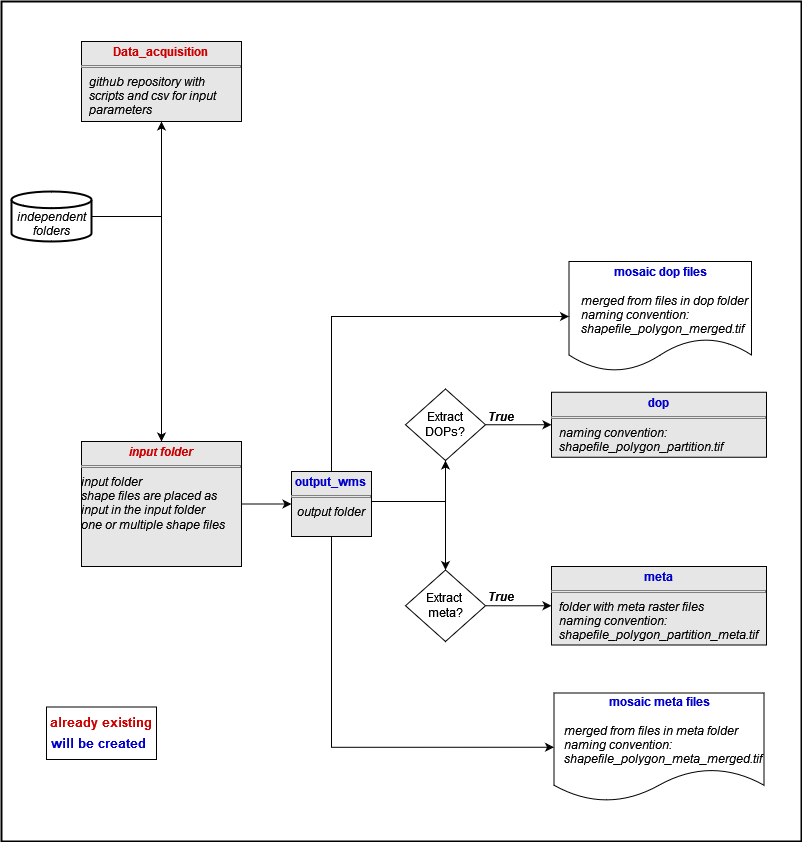 Data_acquisition
github repository with
scripts and csv for input
parameters
independent
folders
mosaic dop files
merged from files in dop folder
naming convention:
shapefile_polygon_merged.tif
Extract
DOPs?
True
dop
naming convention:
shapefile_polygon_partition.tif
input folder
input folder
shape files are placed as
input in the input folder
one or multiple shape files
output_wms
output folder
Extract
meta?
True
meta
folder with meta raster files
naming convention:
shapefile_polygon_partition_meta.tif
mosaic meta files
merged from files in meta folder
naming convention:
shapefile_polygon_meta_merged.tif
already existing
will be created